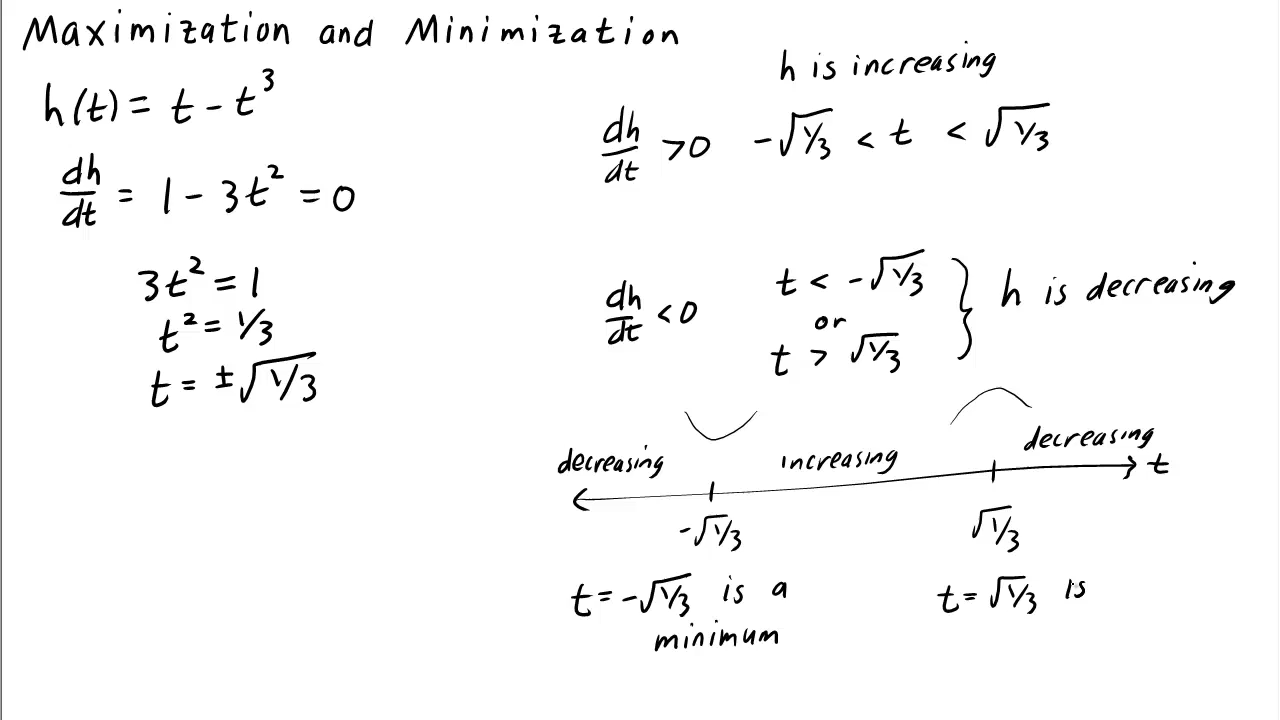 Maximization and Minimization
h(t) = t - t³
dh/dt = 1 - 3t² = 0
3t² = 1
t² = 1/3
t = ±√1/3
h is increasing
dh/dt > 0   -√1/3 < t < √1/3
dh/dt < 0   t < -√1/3 or t > √1/3 } h is decreasing
decreasing   increasing   decreasing
t
-√1/3   √1/3
t = -√1/3 is a
minimum
t = √1/3 is